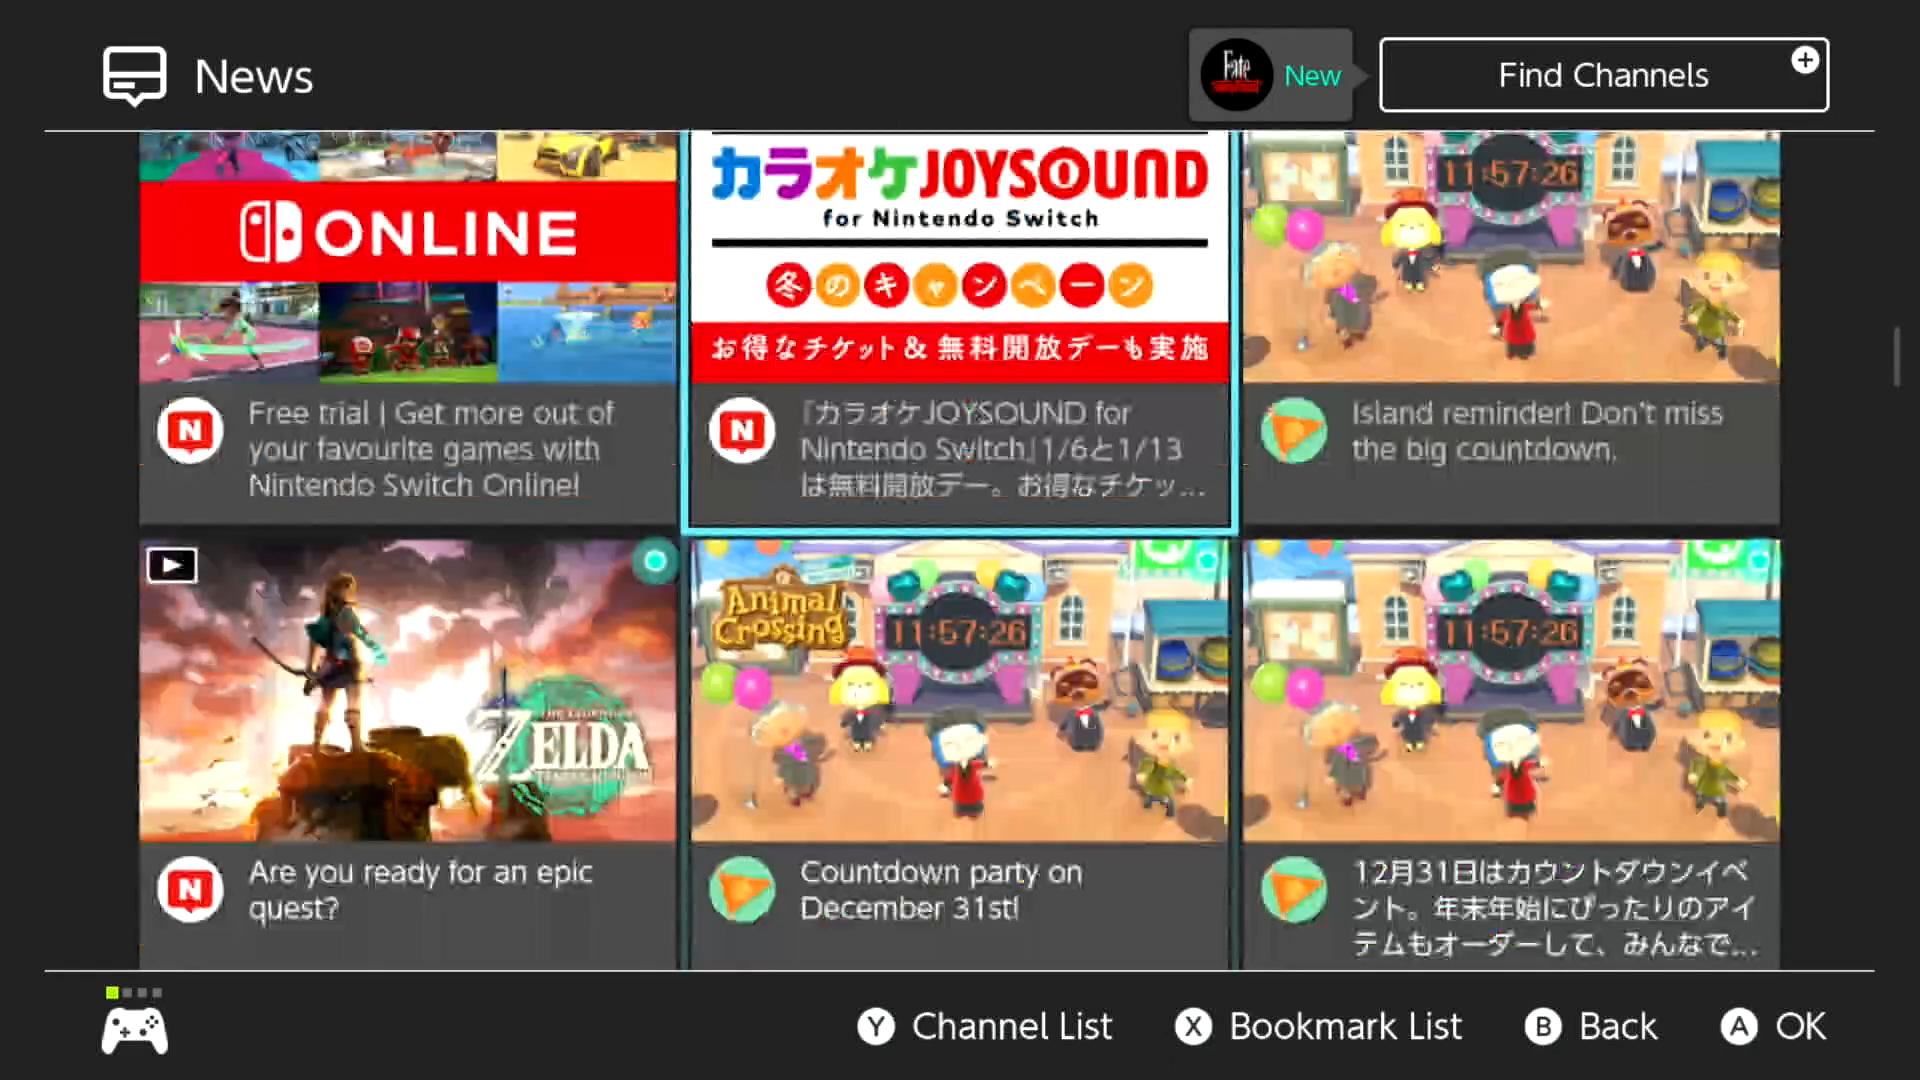 News
Fate
New
Find Channels
ONLINE
カラオケJOYSOUND
for Nintendo Switch
冬のキャンペーン
お得なチケット&無料開放デーも実施
11:57:26
N
Free trial | Get more out of
your favourite games with
Nintendo Switch Online!
N
『カラオケJOYSOUND for
Nintendo Switch』1/6と1/13
は無料開放デー。お得なチケッ...
Island reminder! Don't miss
the big countdown.
THE LEGEND OF
ZELDA
Animal
Crossing
11:57:26
11:57:26
N
Are you ready for an epic
quest?
Countdown party on
December 31st!
12月31日はカウントダウンイベ
ント。年末年始にぴったりのアイ
テムもオーダーして、みんなで...
Y Channel List
X Bookmark List
B Back
A OK